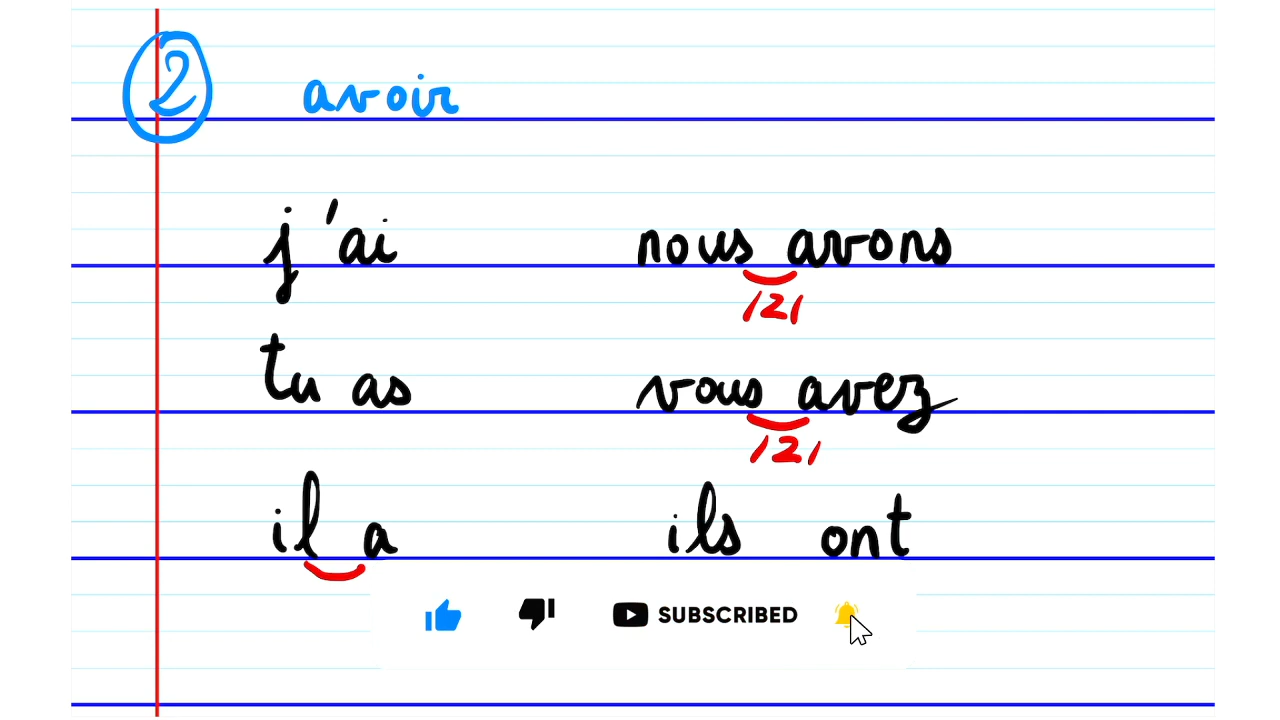 2 avoir
j'ai nous avons
/z/
tu as vous avez
/z/
il a ils ont
SUBSCRIBED